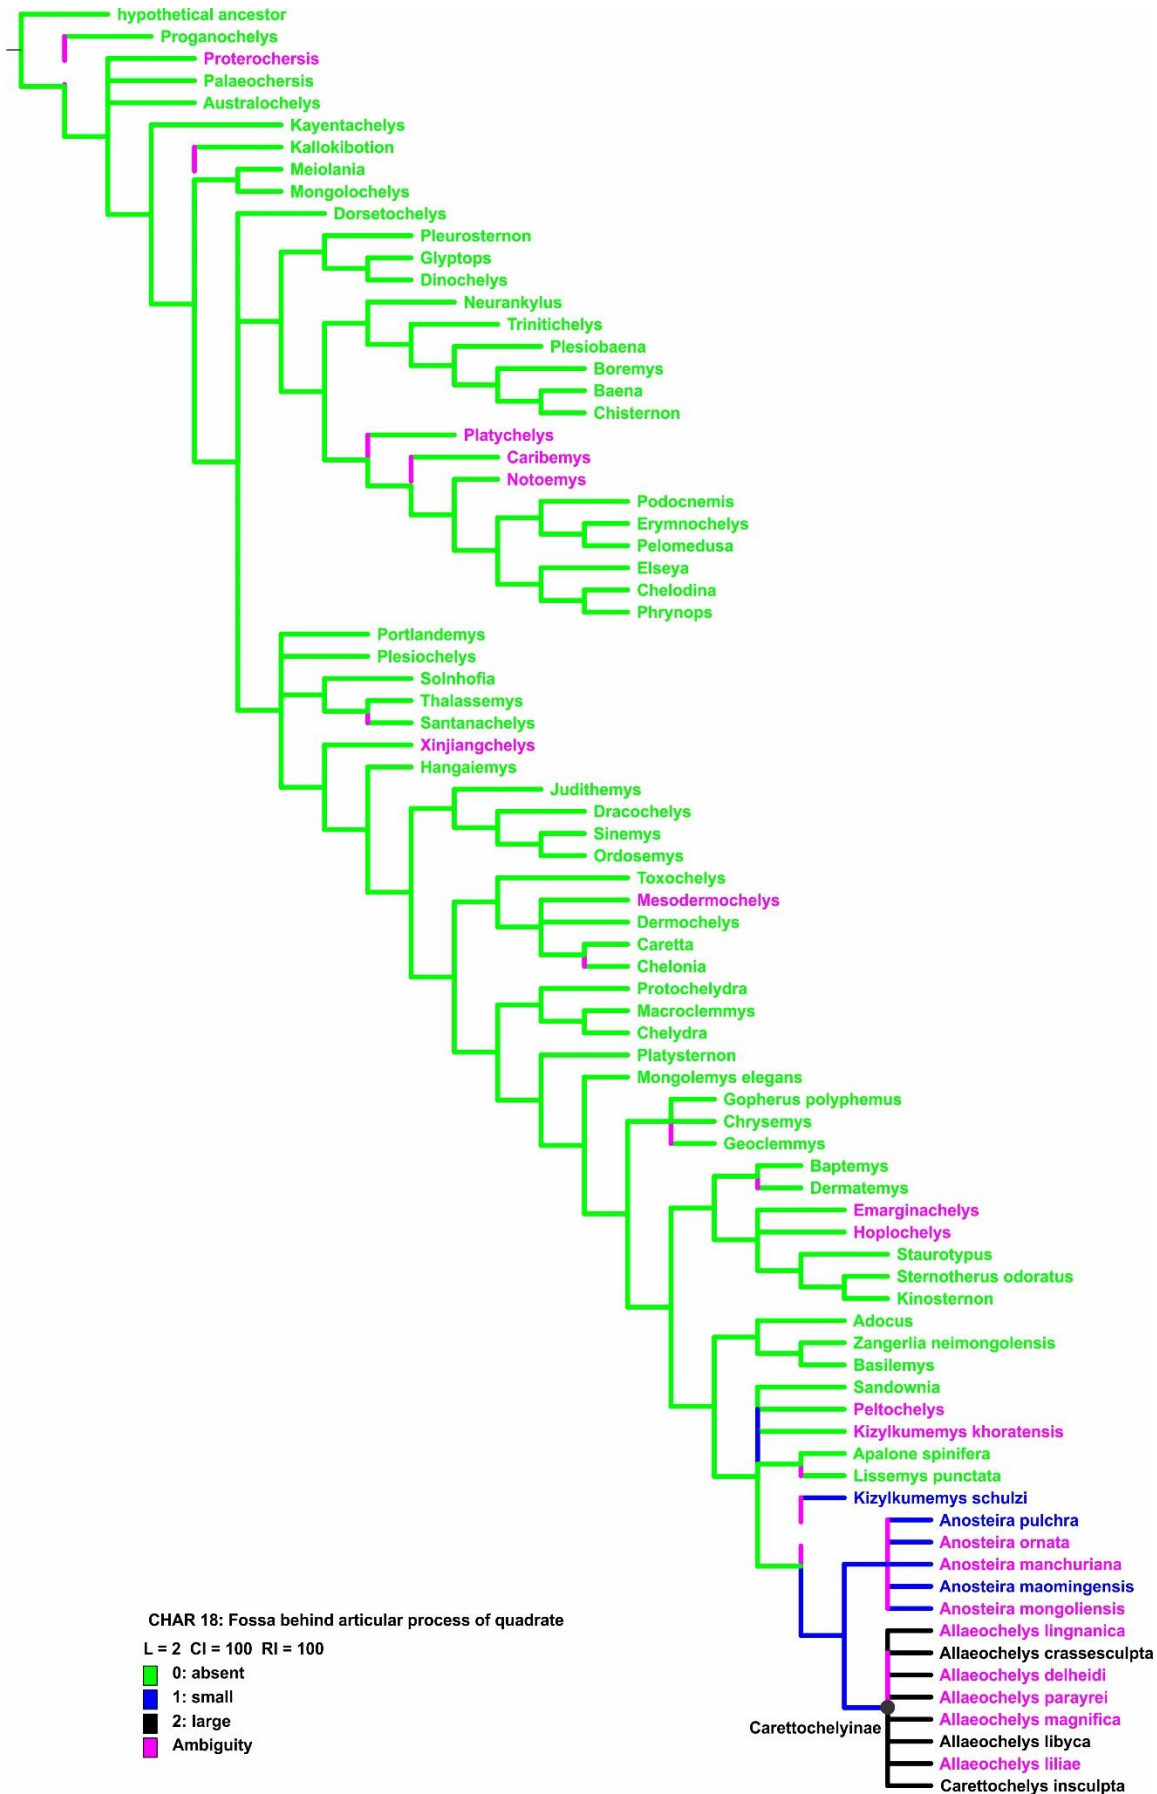 hypothetical ancestor
Proganochelys
Proterochersis
Palaeochersis
Australochelys
Kayentachelys
Kallokibotion
Meiolania
Mongolochelys
Dorsetochelys
Pleurosternon
Glyptops
Dinochelys
Neurankylus
Trinitichelys
Plesiobaena
Boremys
Baena
Chisternon
Platychelys
Caribemys
Notoemys
Podocnemis
Erymnochelys
Pelomedusa
Elseya
Chelodina
Phrynops
Portlandemys
Plesiochelys
Solnhofia
Thalassemys
Santanachelys
Xinjiangchelys
Hangaiemys
Judithemys
Dracochelys
Sinemys
Ordosemys
Toxochelys
Mesodermochelys
Dermochelys
Caretta
Chelonia
Protochelydra
Macroclemmys
Chelydra
Platysternon
Mongolemys elegans
Gopherus polyphemus
Chrysemys
Geoclemmys
Baptemys
Dermatemys
Emarginachelys
Hoplochelys
Staurotypus
Sternotherus odoratus
Kinosternon
Adocus
Zangerlia neimongolensis
Basilemys
Sandownia
Peltochelys
Kizylkumemys khoratensis
Apalone spinifera
Lissemys punctata
Kizylkumemys schulzi
Anosteira pulchra
Anosteira ornata
Anosteira manchuriana
Anosteira maomingensis
Anosteira mongoliensis
Allaeochelys lingnanica
Allaeochelys crassesculpta
Allaeochelys delheidi
Allaeochelys parayrei
Allaeochelys magnifica
Allaeochelys libyca
Allaeochelys liliae
Carettochelys insculpta
Carettochelyinae
CHAR 18: Fossa behind articular process of quadrate
L = 2 CI = 100 RI = 100
0: absent
1: small
2: large
Ambiguity